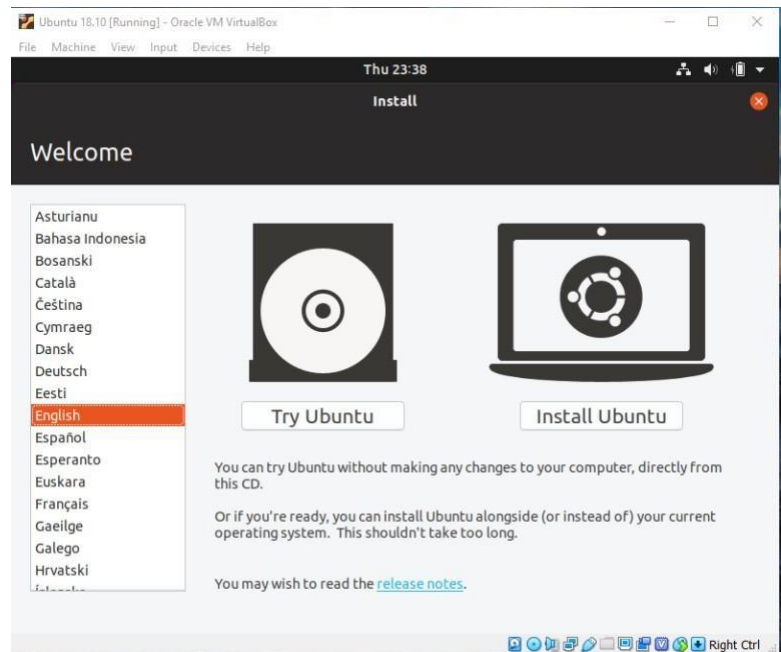 Ubuntu 18.10 [Running] - Oracle VM VirtualBox
File Machine View Input Devices Help
Thu 23:38
Install
Welcome
Asturianu
Bahasa Indonesia
Bosanski
Català
Čeština
Cymraeg
Dansk
Deutsch
Eesti
English
Español
Esperanto
Euskara
Français
Gaeilge
Galego
Hrvatski
Try Ubuntu
Install Ubuntu
You can try Ubuntu without making any changes to your computer, directly from
this CD.
Or if you're ready, you can install Ubuntu alongside (or instead of) your current
operating system. This shouldn't take too long.
You may wish to read the release notes.
Right Ctrl